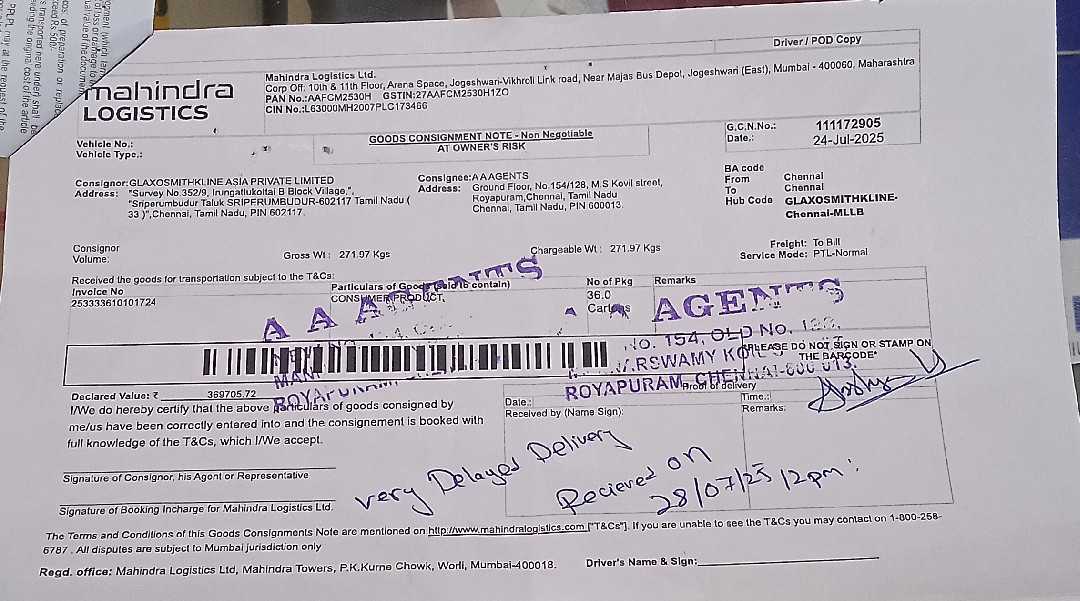 Driver / POD Copy
mahindra
LOGISTICS
Mahindra Logistics Ltd.
Corp Off: 10th & 11th Floor, Arena Space, Jogeshwari-Vikhroli Link road, Near Majas Bus Depot, Jogeshwari (East), Mumbai - 400060, Maharashtra
PAN No.:AAFCM2530H GSTIN:27AAFCM2530H1ZO
CIN No.:L63000MH2007PLC173466
Vehicle No.:
Vehicle Type.:
GOODS CONSIGNMENT NOTE - Non Negotiable
AT OWNER'S RISK
G.C.N.No.: 111172905
Date.: 24-Jul-2025
Consignor:GLAXOSMITHKLINE ASIA PRIVATE LIMITED
Address: "Survey No 352/9, Irungattukottai B Block Village,",
"Sriperumbudur Taluk SRIPERUMBUDUR-602117 Tamil Nadu (
33 )",Chennai, Tamil Nadu, PIN 602117.
Consignee:AAAGENTS
Address: Ground Floor, No.154/128, M.S Kovil street,
Royapuram,Chennai, Tamil Nadu
Chennai, Tamil Nadu, PIN 600013.
BA code
From Chennai
To Chennai
Hub Code GLAXOSMITHKLINE-
Chennai-MLLB
Consignor
Volume:
Gross Wt : 271.97 Kgs
Chargeable Wt : 271.97 Kgs
Freight: To Bill
Service Mode: PTL-Normal
Received the goods for transportation subject to the T&Cs:
Invoice No
253333610101724
Particulars of Goods (Said to contain)
CONSUMER PRODUCT,
No of Pkg
36.0
Cartons
Remarks
A A AGENTS
ROYAPURAM
A A AGENTS
No. 154, OLD No. 128,
ROYAPURAM, CHENNAI-600 013.
*PLEASE DO NOT SIGN OR STAMP ON
THE BARCODE*
Declared Value: ₹ 369705.72
I/We do hereby certify that the above particulars of goods consigned by
me/us have been correctly entered into and the consignement is booked with
full knowledge of the T&Cs, which I/We accept.
Proof of delivery
Date.:
Received by (Name Sign):
Time.:
Remarks:
very Delayed Delivery
Recieved on
28/07/25 12pm
Signature of Consignor, his Agent or Representative
Signature of Booking Incharge for Mahindra Logistics Ltd.
The Terms and Conditions of this Goods Consignments Note are mentioned on http://www.mahindralogistics.com ["T&Cs"]. If you are unable to see the T&Cs you may contact on 1-800-258-
6787 . All disputes are subject to Mumbai jurisdiction only
Regd. office: Mahindra Logistics Ltd, Mahindra Towers, P.K.Kurne Chowk, Worli, Mumbai-400018.
Driver's Name & Sign: